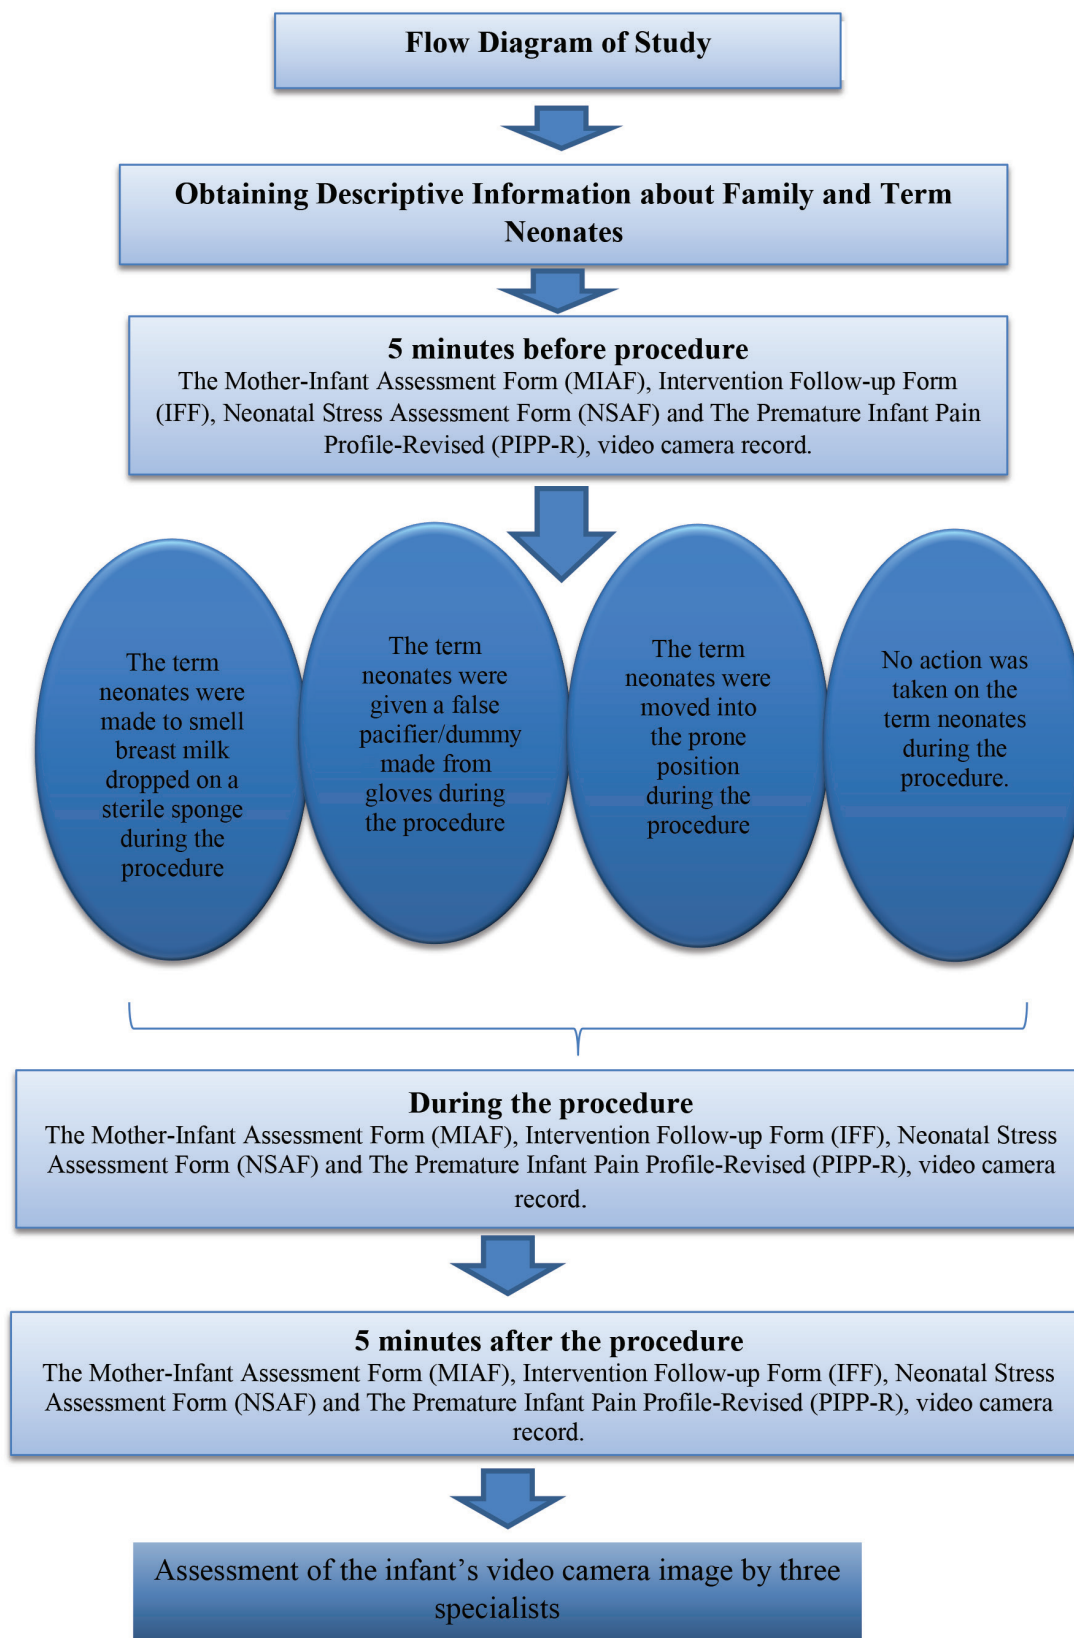 Flow Diagram of Study
Obtaining Descriptive Information about Family and Term
Neonates
5 minutes before procedure
The Mother-Infant Assessment Form (MIAF), Intervention Follow-up Form
(IFF), Neonatal Stress Assessment Form (NSAF) and The Premature Infant Pain
Profile-Revised (PIPP-R), video camera record.
The term
neonates were
made to smell
breast milk
dropped on a
sterile sponge
during the
procedure
The term
neonates were
given a false
pacifier/dummy
made from
gloves during
the procedure
The term
neonates were
moved into
the prone
position
during the
procedure
No action was
taken on the
term neonates
during the
procedure.
During the procedure
The Mother-Infant Assessment Form (MIAF), Intervention Follow-up Form (IFF), Neonatal Stress
Assessment Form (NSAF) and The Premature Infant Pain Profile-Revised (PIPP-R), video camera
record.
5 minutes after the procedure
The Mother-Infant Assessment Form (MIAF), Intervention Follow-up Form (IFF), Neonatal Stress
Assessment Form (NSAF) and The Premature Infant Pain Profile-Revised (PIPP-R), video camera
record.
Assessment of the infant’s video camera image by three
specialists